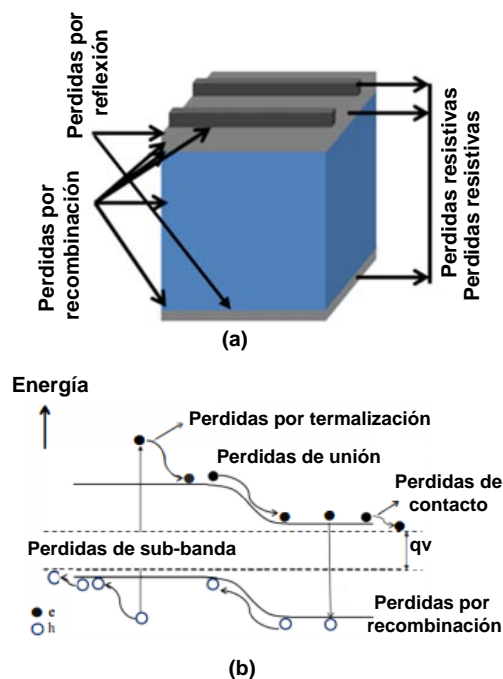 Perdidas por
reflexión
Perdidas por
recombinación
Perdidas resistivas
Perdidas resistivas
(a)
Energía
Perdidas por termalización
Perdidas de unión
Perdidas de
contacto
Perdidas de sub-banda
qv
e
h
Perdidas por
recombinación
(b)